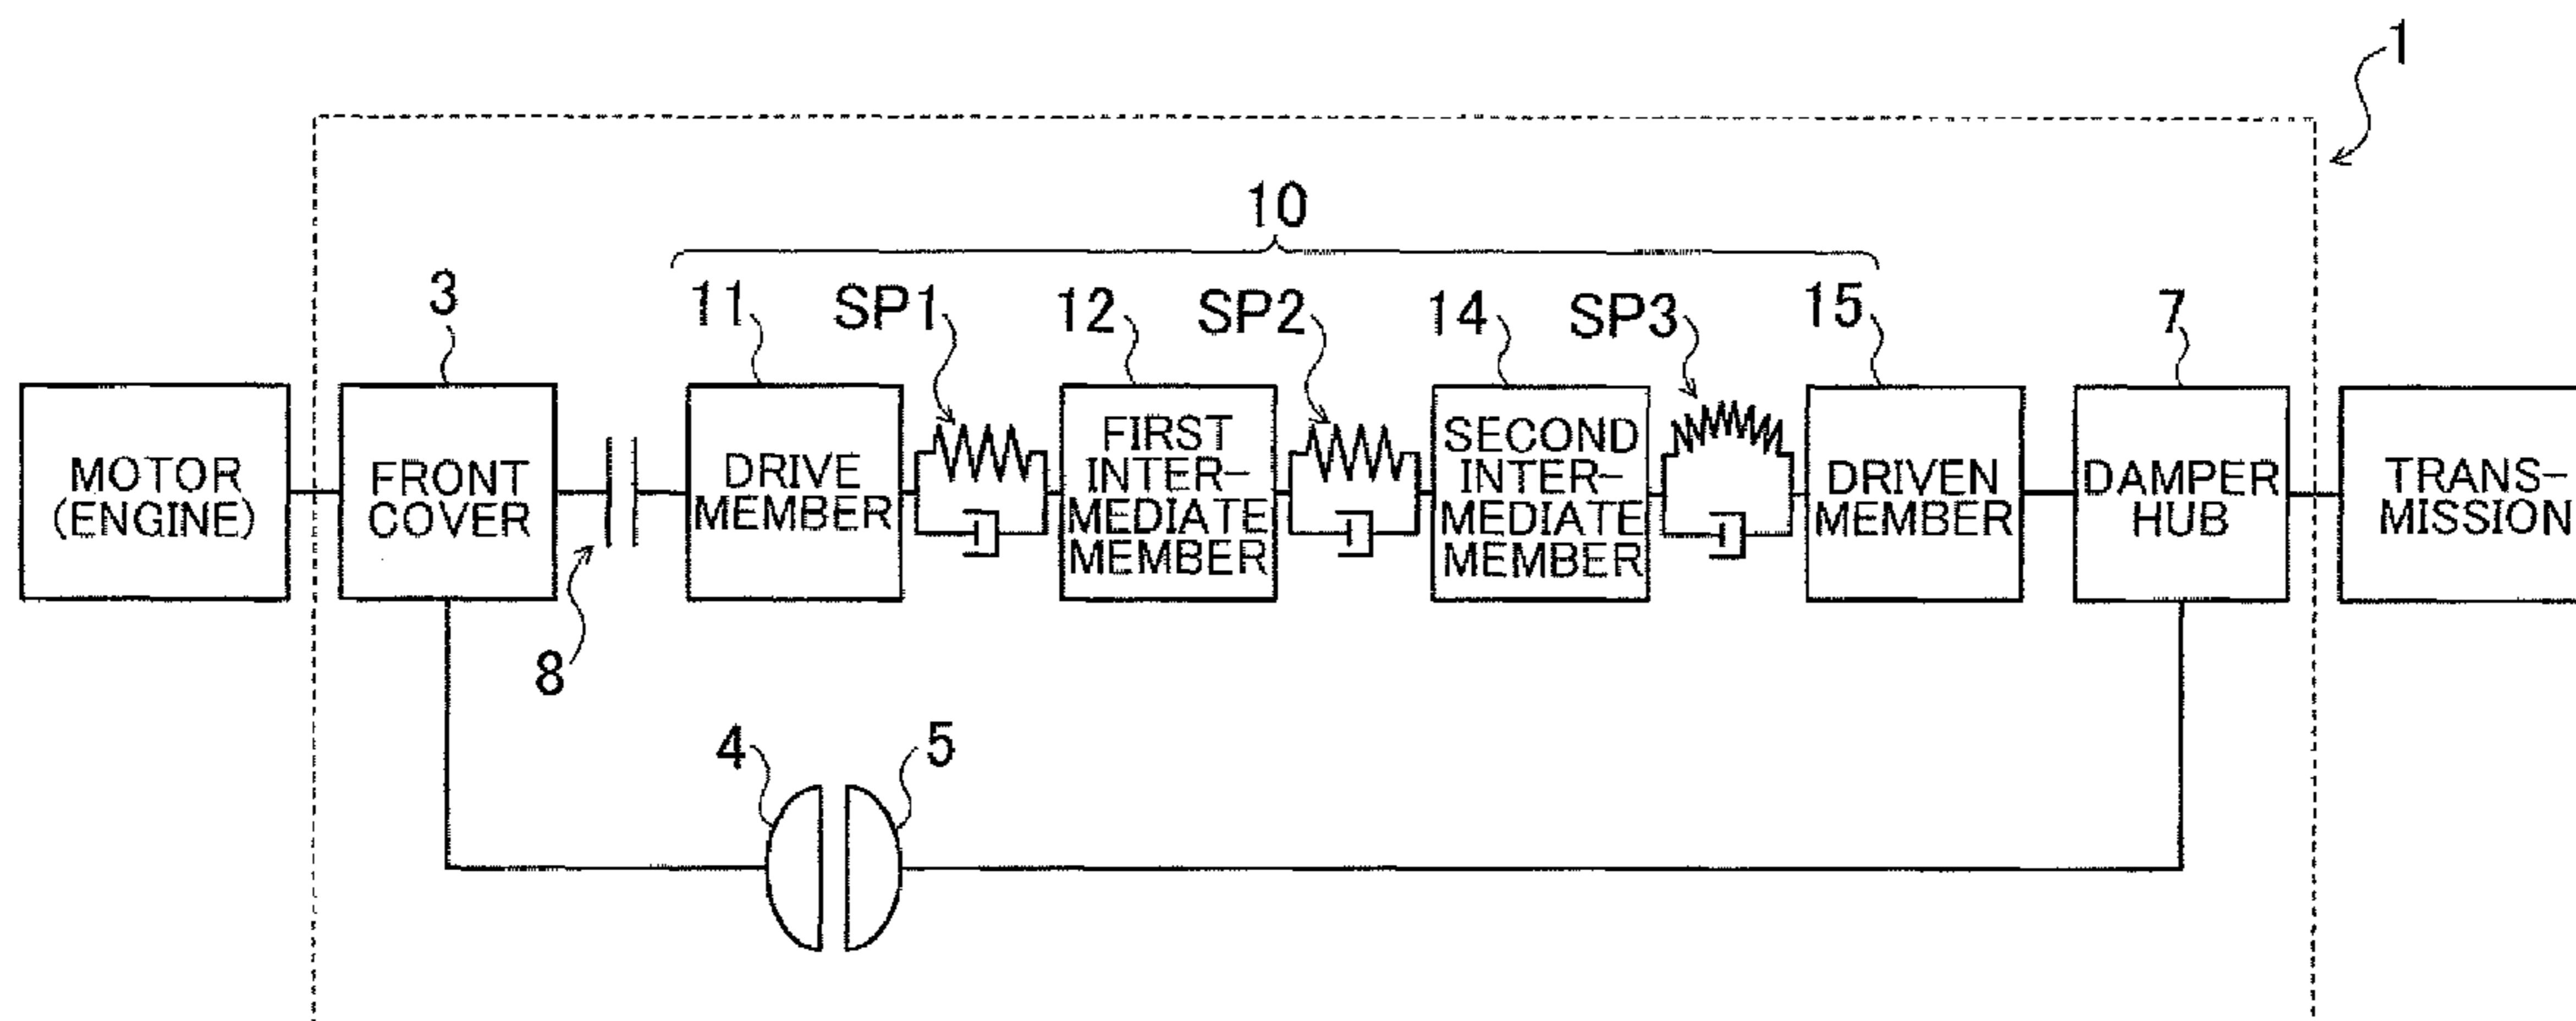 1
10
3
11
SP1
12
SP2
14
SP3
15
7
MOTOR
(ENGINE)
FRONT
COVER
DRIVE
MEMBER
FIRST
INTER-
MEDIATE
MEMBER
SECOND
INTER-
MEDIATE
MEMBER
DRIVEN
MEMBER
DAMPER
HUB
TRANS-
MISSION
8
4
5